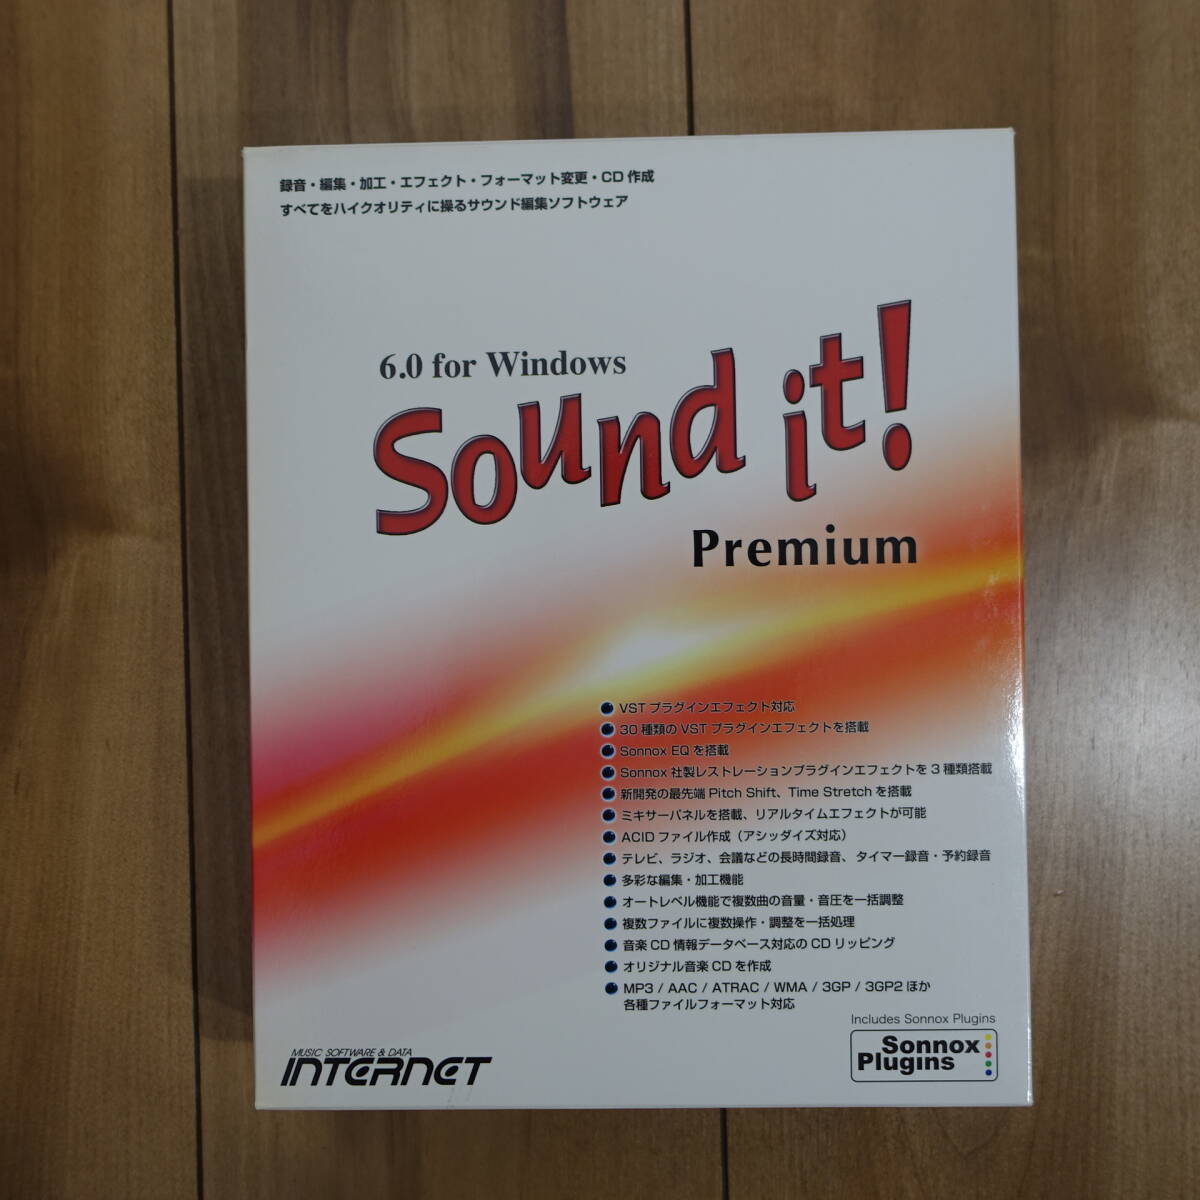 録音・編集・加工・エフェクト・フォーマット変更・CD 作成
すべてをハイクオリティに操るサウンド編集ソフトウェア
6.0 for Windows
Sound it!
Premium
VST プラグインエフェクト対応
30 種類の VST プラグインエフェクトを搭載
Sonnox EQ を搭載
Sonnox 社製レストレーションプラグインエフェクトを 3 種類搭載
新開発の最先端 Pitch Shift、Time Stretch を搭載
ミキサーパネルを搭載、リアルタイムエフェクトが可能
ACID ファイル作成（アシッダイズ対応）
テレビ、ラジオ、会議などの長時間録音、タイマー録音・予約録音
多彩な編集・加工機能
オートレベル機能で複数曲の音量・音圧を一括調整
複数ファイルに複数操作・調整を一括処理
音楽 CD 情報データベース対応の CD リッピング
オリジナル音楽 CD を作成
MP3 / AAC / ATRAC / WMA / 3GP / 3GP2 ほか
各種ファイルフォーマット対応
Includes Sonnox Plugins
Sonnox
Plugins
MUSIC SOFTWARE & DATA
INTERNET